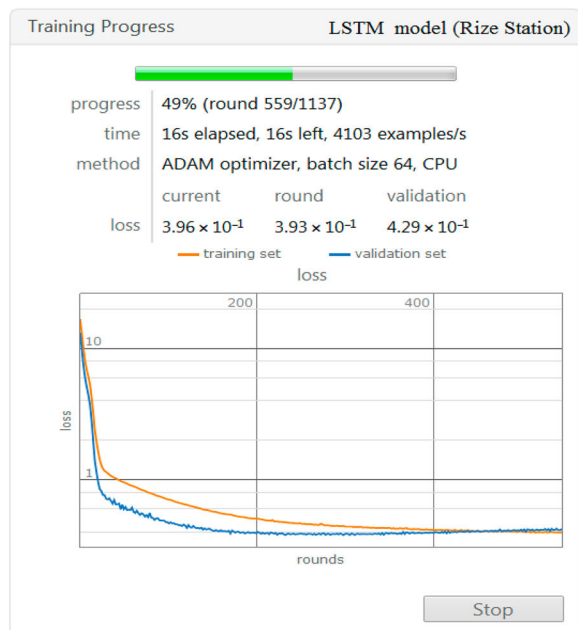 Training Progress LSTM model (Rize Station)
progress 49% (round 559/1137)
time 16s elapsed, 16s left, 4103 examples/s
method ADAM optimizer, batch size 64, CPU
current round validation
loss 3.96 × 10⁻¹ 3.93 × 10⁻¹ 4.29 × 10⁻¹
training set validation set
loss
200 400
10
loss
1
rounds
Stop